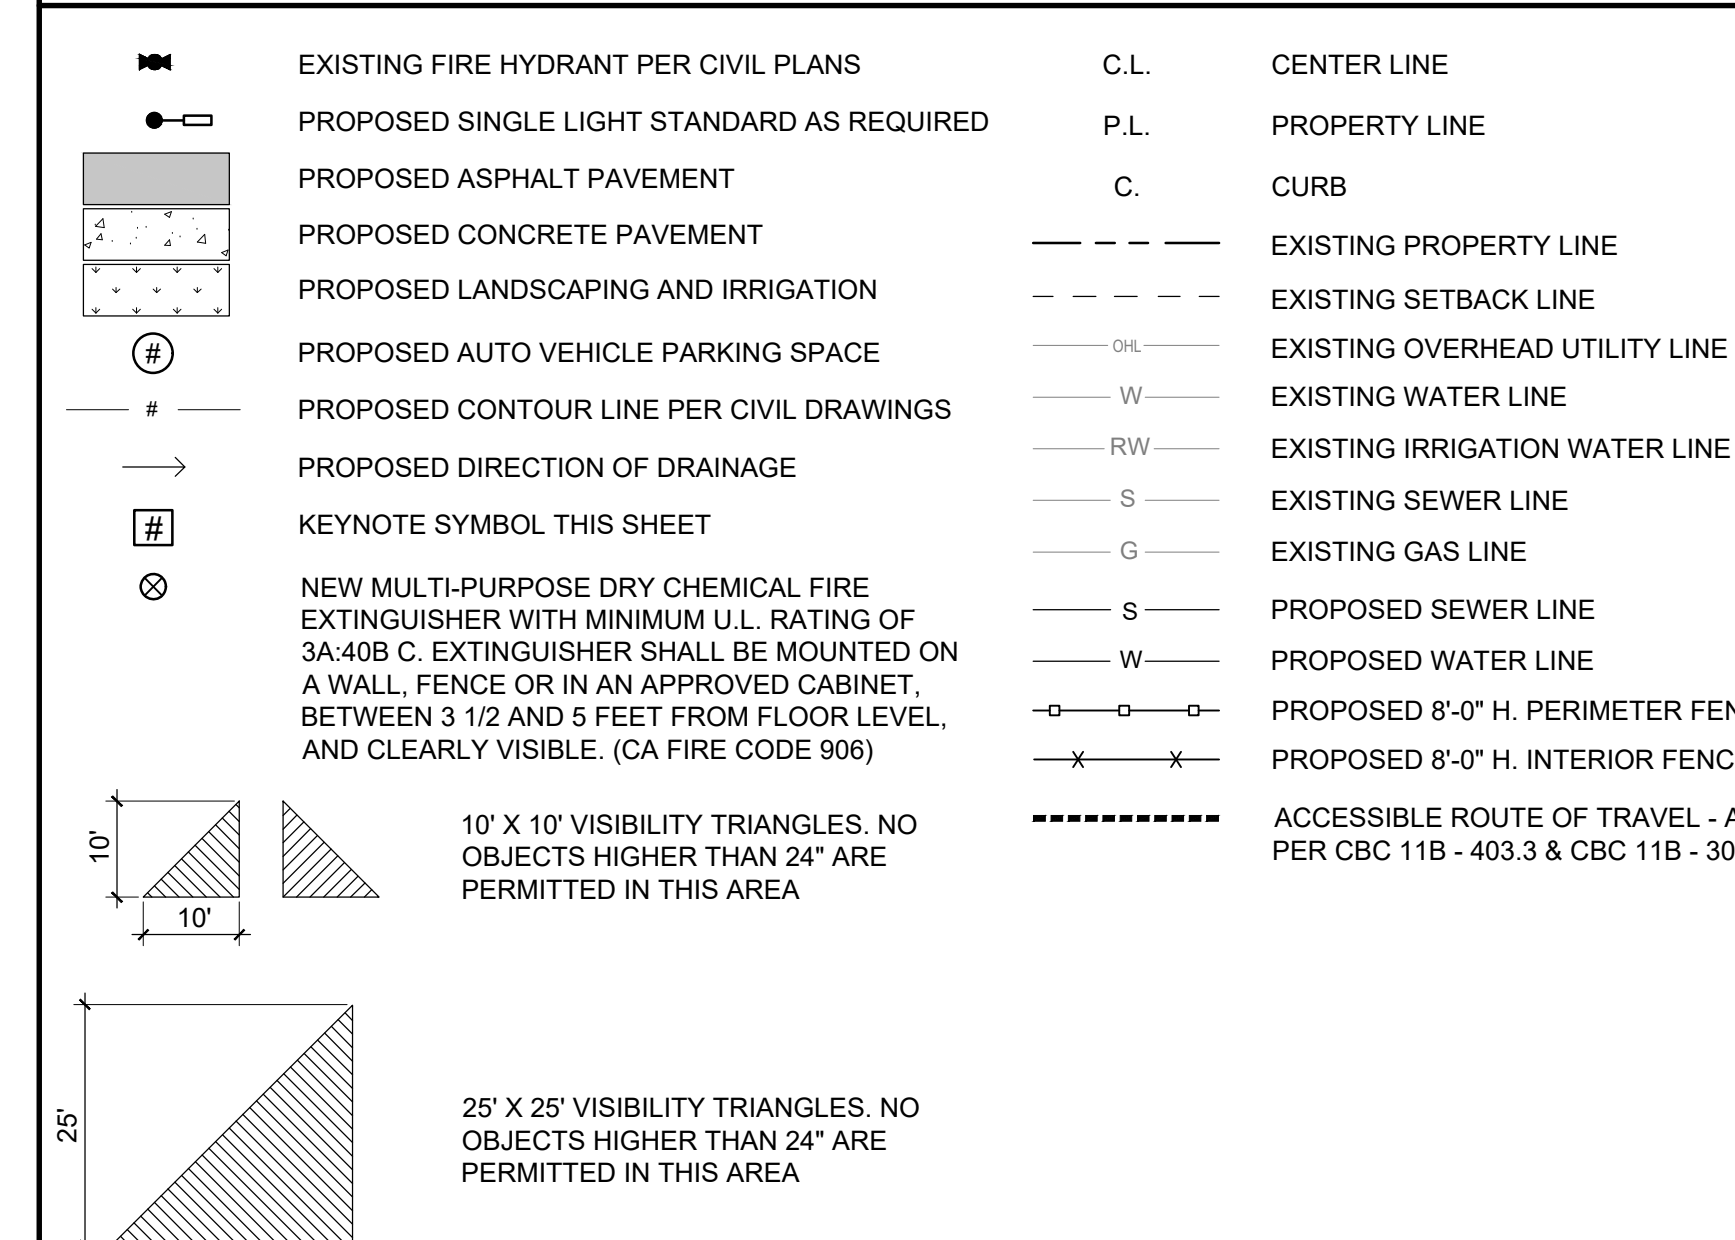 EXISTING FIRE HYDRANT PER CIVIL PLANS
PROPOSED SINGLE LIGHT STANDARD AS REQUIRED
PROPOSED ASPHALT PAVEMENT
PROPOSED CONCRETE PAVEMENT
PROPOSED LANDSCAPING AND IRRIGATION
# PROPOSED AUTO VEHICLE PARKING SPACE
# PROPOSED CONTOUR LINE PER CIVIL DRAWINGS
PROPOSED DIRECTION OF DRAINAGE
# KEYNOTE SYMBOL THIS SHEET
NEW MULTI-PURPOSE DRY CHEMICAL FIRE
EXTINGUISHER WITH MINIMUM U.L. RATING OF
3A:40B C. EXTINGUISHER SHALL BE MOUNTED ON
A WALL, FENCE OR IN AN APPROVED CABINET,
BETWEEN 3 1/2 AND 5 FEET FROM FLOOR LEVEL,
AND CLEARLY VISIBLE. (CA FIRE CODE 906)
10'
10'
10' X 10' VISIBILITY TRIANGLES. NO
OBJECTS HIGHER THAN 24" ARE
PERMITTED IN THIS AREA
25'
25' X 25' VISIBILITY TRIANGLES. NO
OBJECTS HIGHER THAN 24" ARE
PERMITTED IN THIS AREA
C.L. CENTER LINE
P.L. PROPERTY LINE
C. CURB
EXISTING PROPERTY LINE
EXISTING SETBACK LINE
OHL EXISTING OVERHEAD UTILITY LINE
W EXISTING WATER LINE
RW EXISTING IRRIGATION WATER LINE
S EXISTING SEWER LINE
G EXISTING GAS LINE
S PROPOSED SEWER LINE
W PROPOSED WATER LINE
PROPOSED 8'-0" H. PERIMETER
PROPOSED 8'-0" H. INTERIOR
ACCESSIBLE ROUTE OF TRAVEL -
PER CBC 11B - 403.3 & CBC 11B -